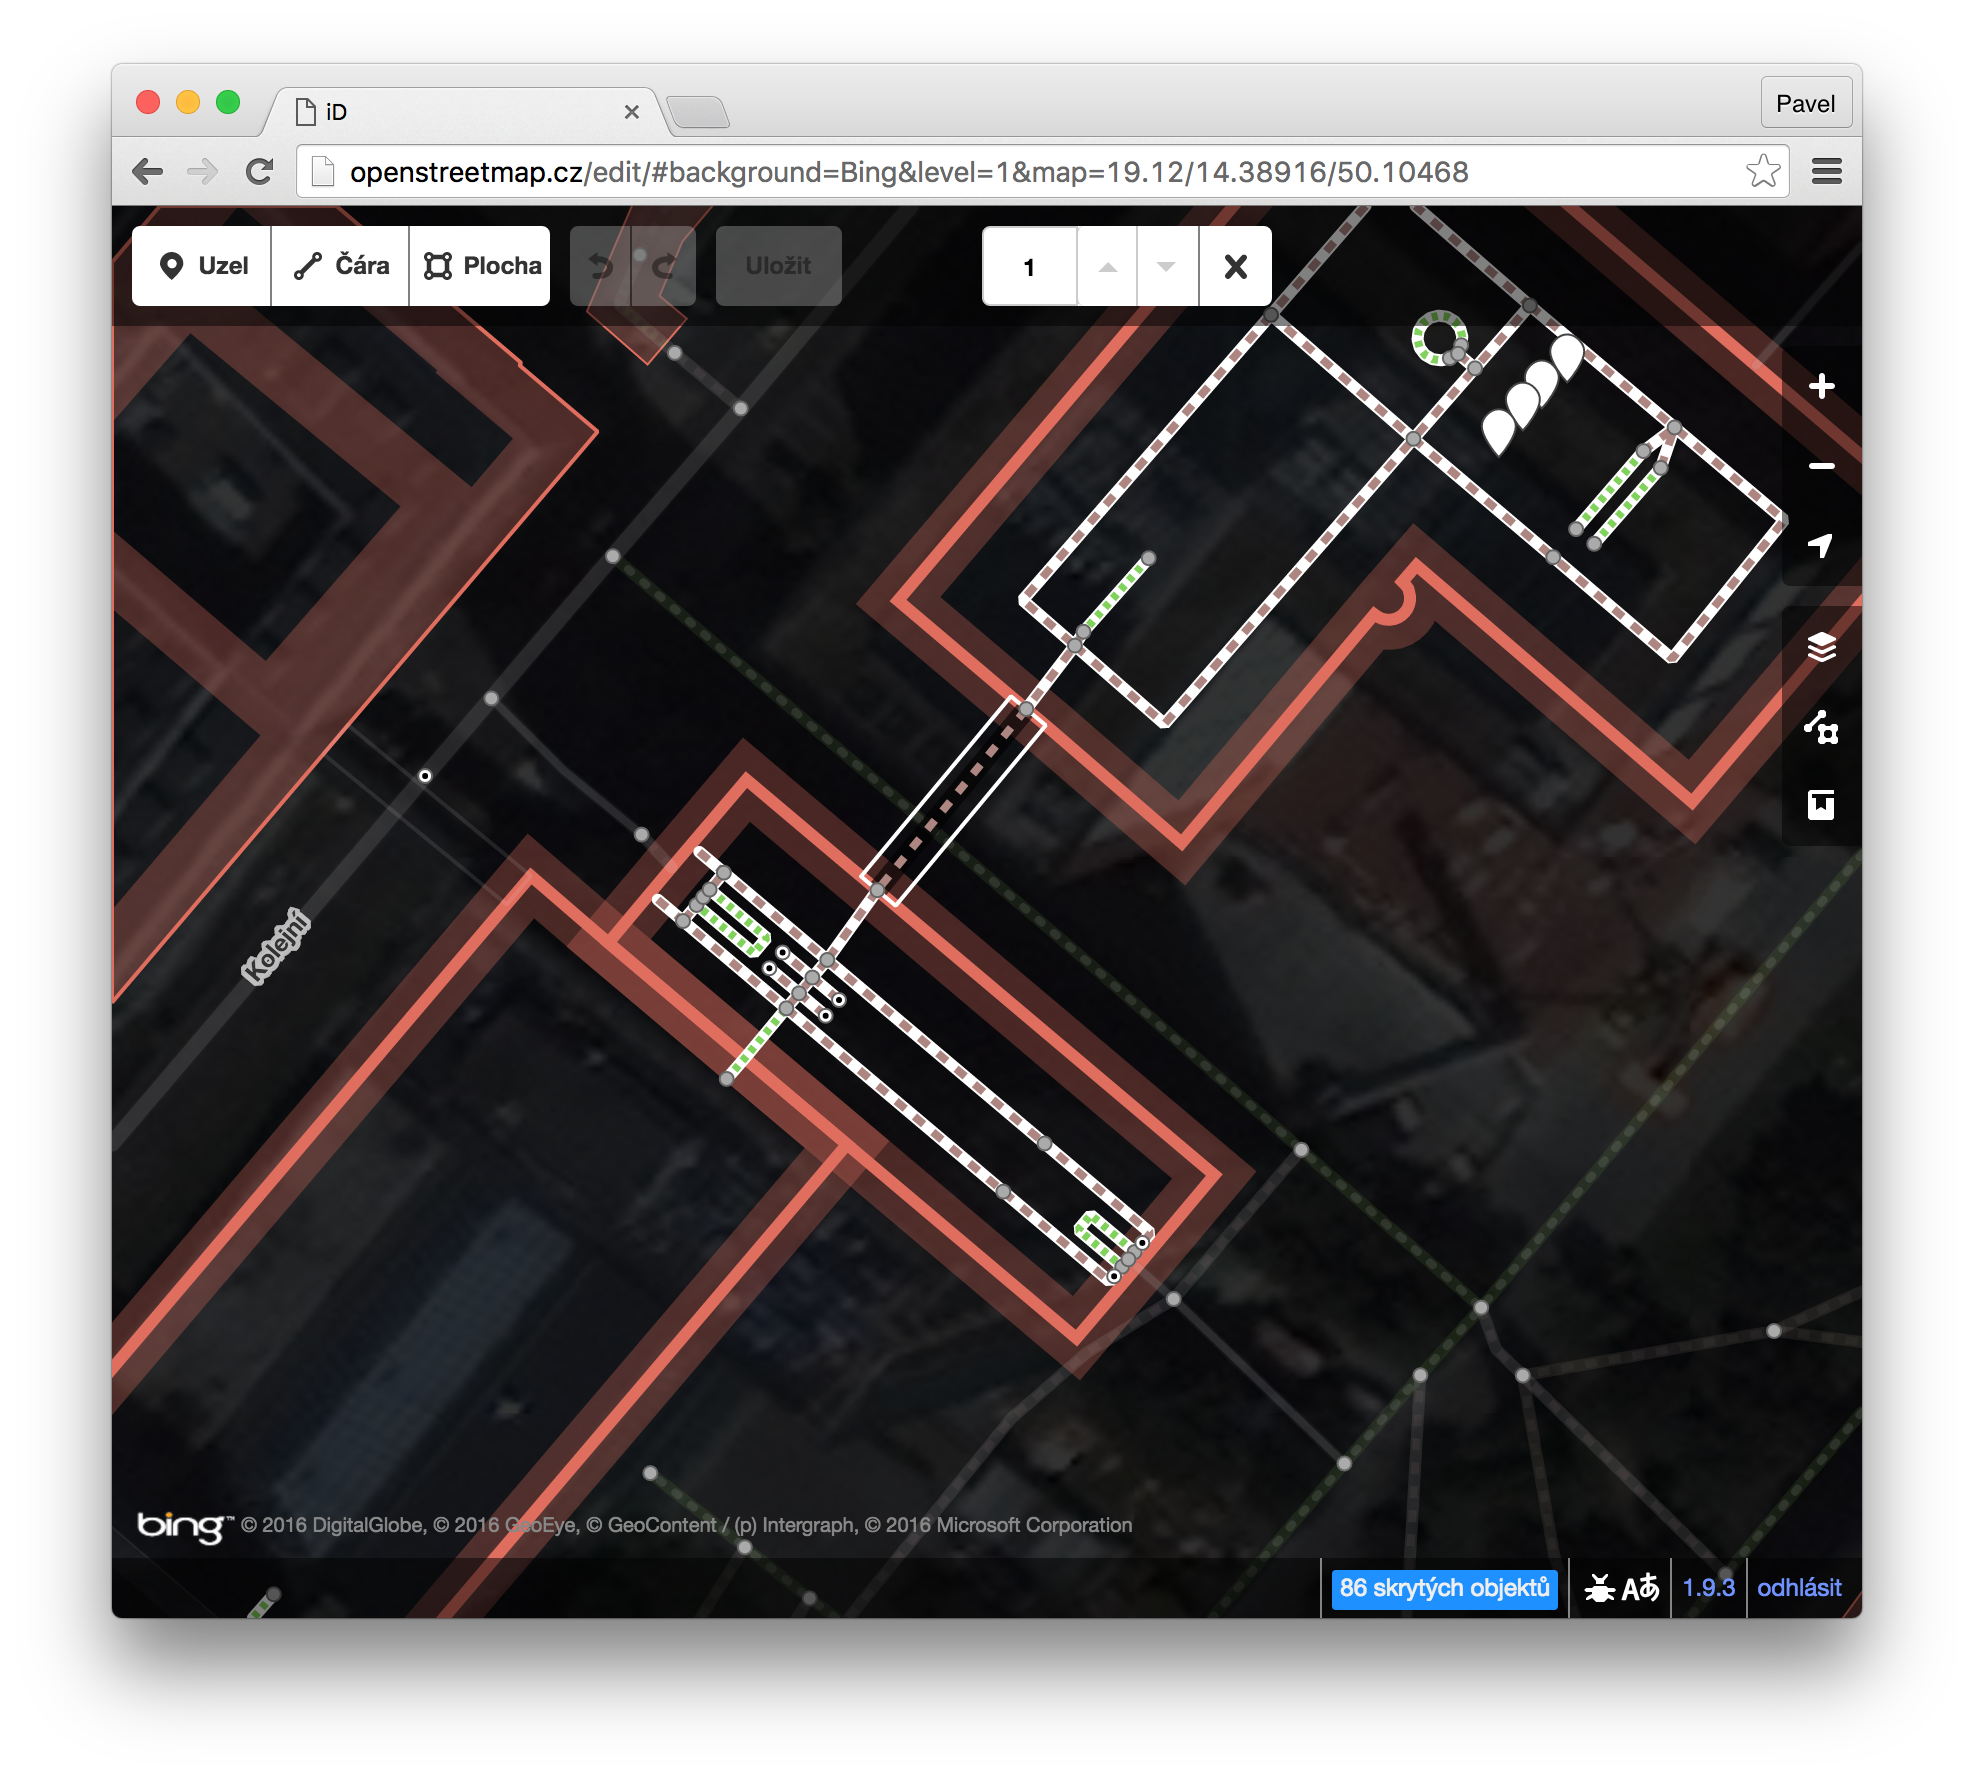 iD
Pavel
openstreetmap.cz/edit/#background=Bing&level=1&map=19.12/14.38916/50.10468
Uzel
Čára
Plocha
Uložit
1
Kolejní
bing™ © 2016 DigitalGlobe, © 2016 GeoEye, © GeoContent / (p) Intergraph, © 2016 Microsoft Corporation
86 skrytých objektů
Aあ
1.9.3
odhlásit